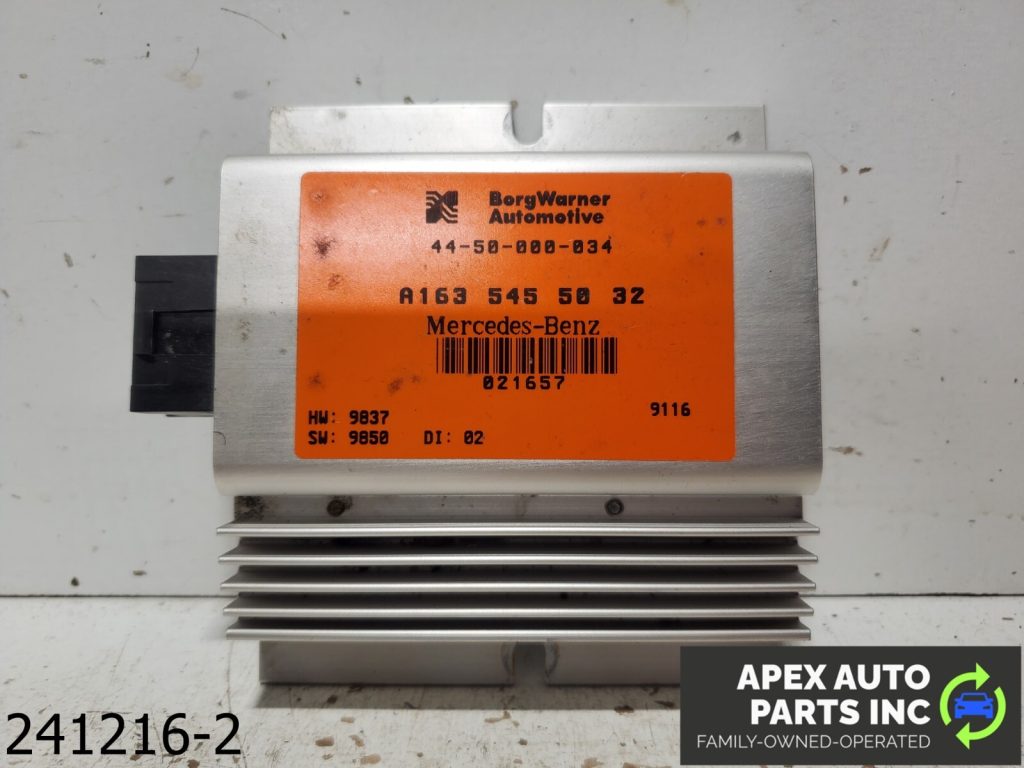 BorgWarner
Automotive
44-50-000-034
A163 545 50 32
Mercedes-Benz
021657
9116
HW: 9837
SW: 9850 DI: 02
241216-2
APEX AUTO
PARTS INC
FAMILY-OWNED-OPERATED